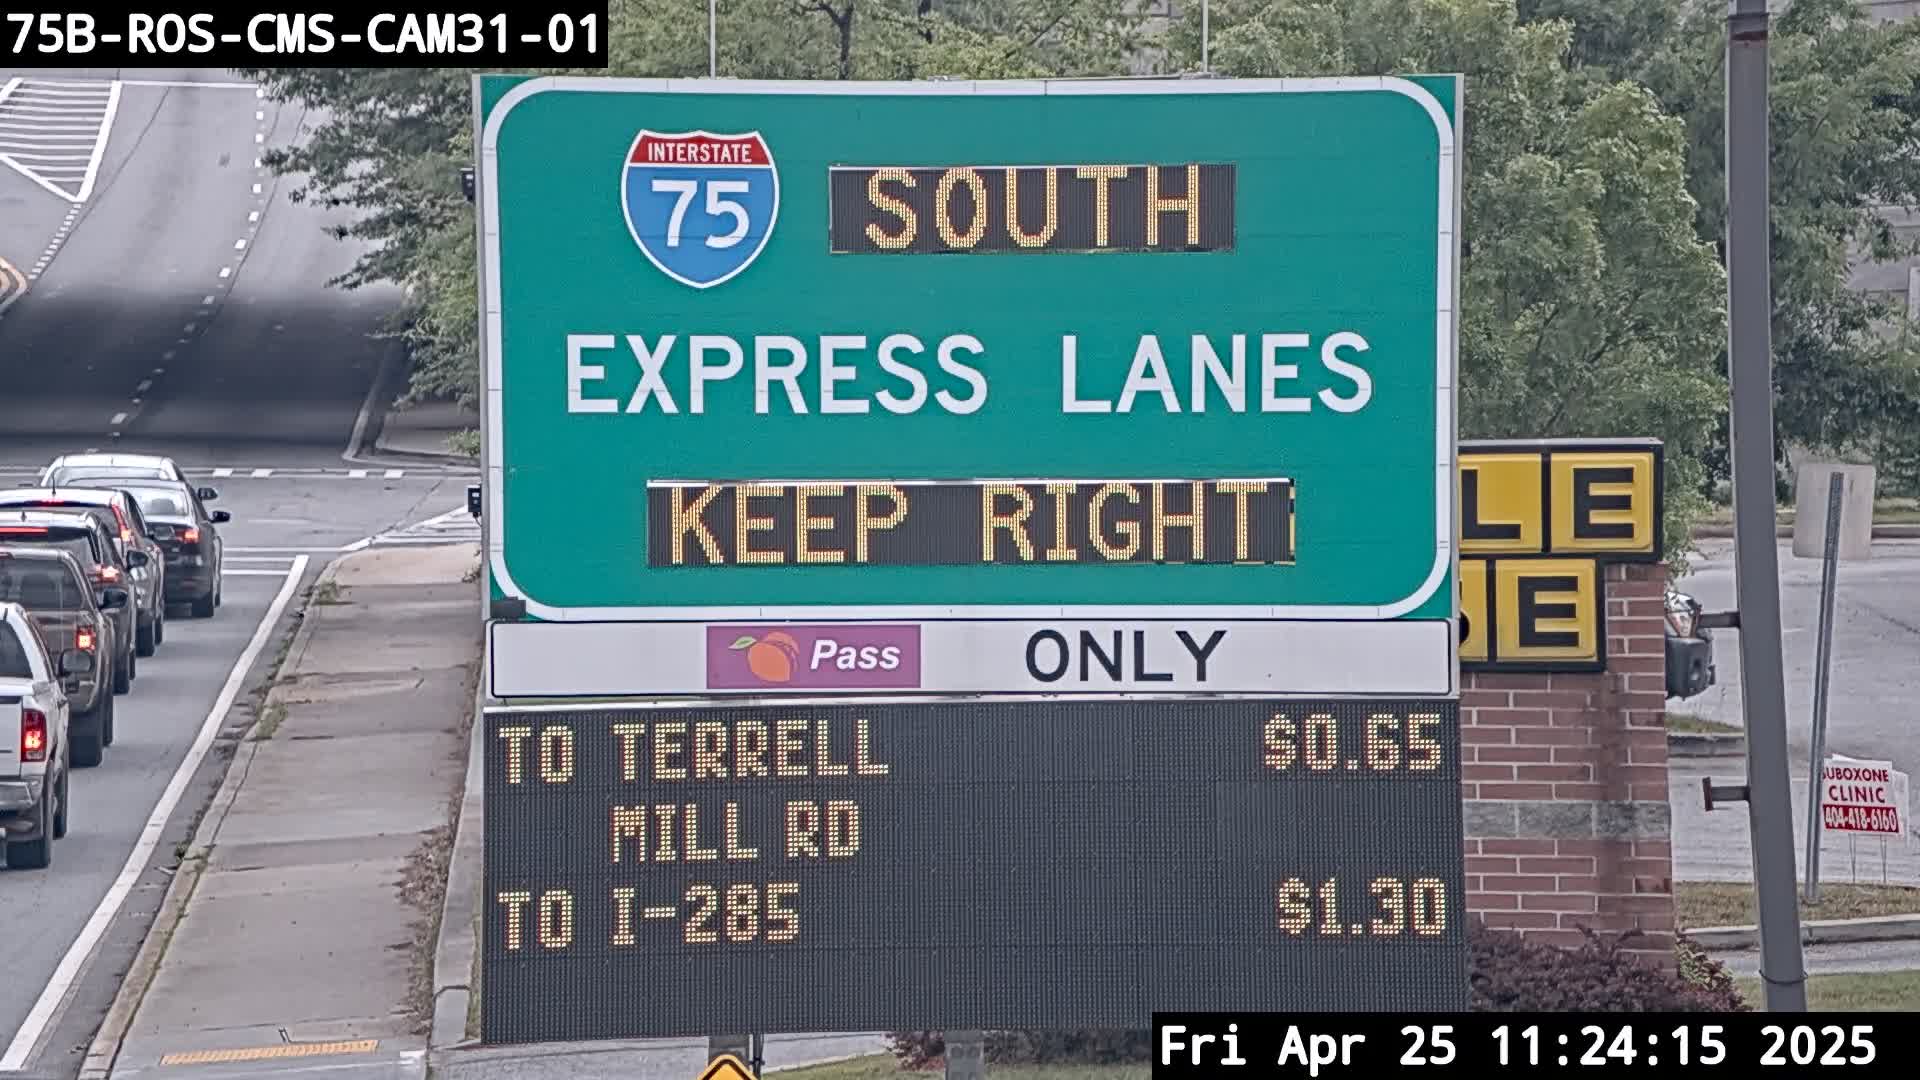 75B-ROS-CMS-CAM31-01
INTERSTATE
75
SOUTH
EXPRESS LANES
KEEP RIGHT
Pass ONLY
TO TERRELL $0.65
MILL RD
TO I-285 $1.30
LE
E
SUBOXONE
CLINIC
404-418-6160
Fri Apr 25 11:24:15 2025